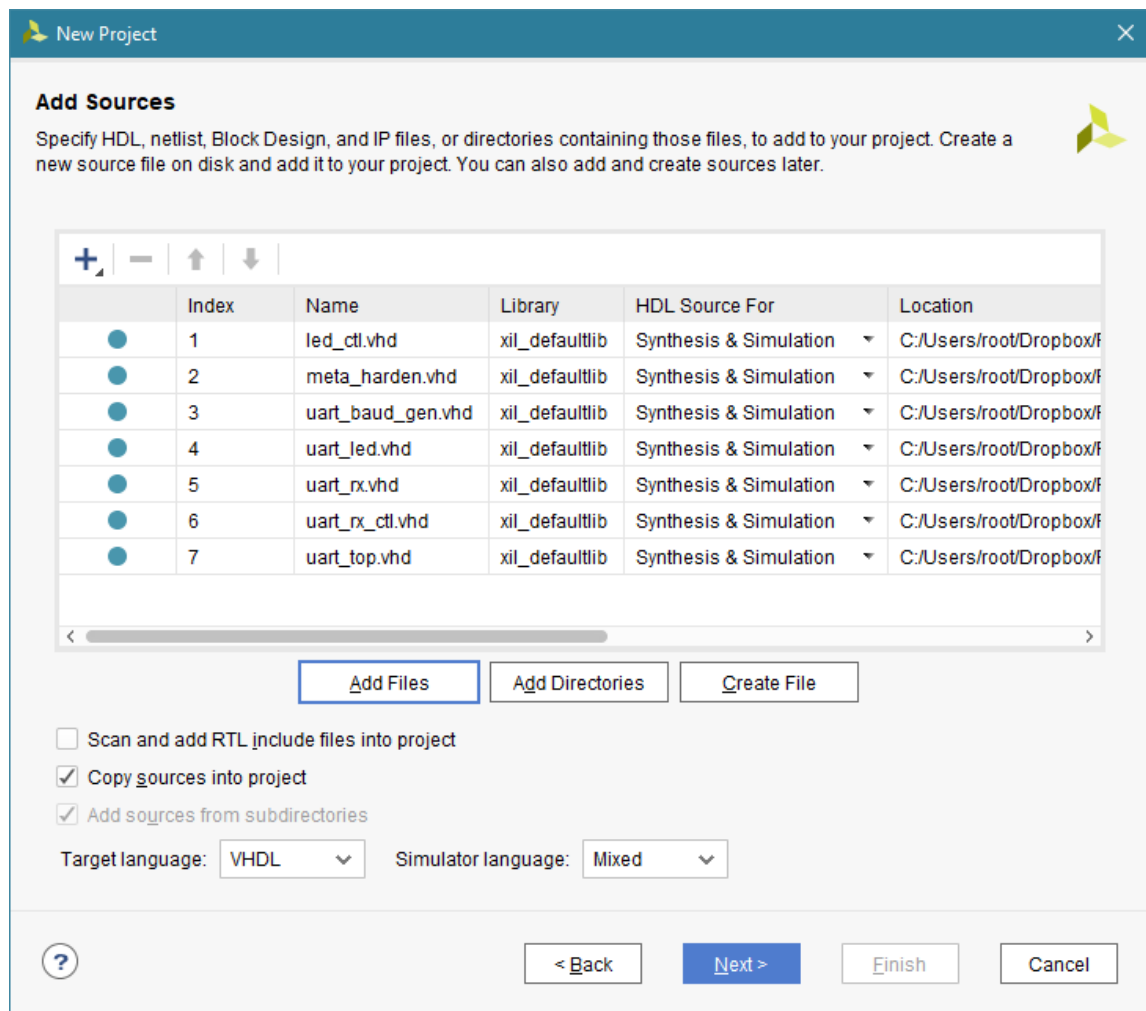 New Project
Add Sources
Specify HDL, netlist, Block Design, and IP files, or directories containing those files, to add to your project. Create a
new source file on disk and add it to your project. You can also add and create sources later.
Index Name Library HDL Source For Location
1 led_ctl.vhd xil_defaultlib Synthesis & Simulation C:/Users/root/Dropbox/
2 meta_harden.vhd xil_defaultlib Synthesis & Simulation C:/Users/root/Dropbox/
3 uart_baud_gen.vhd xil_defaultlib Synthesis & Simulation C:/Users/root/Dropbox/
4 uart_led.vhd xil_defaultlib Synthesis & Simulation C:/Users/root/Dropbox/
5 uart_rx.vhd xil_defaultlib Synthesis & Simulation C:/Users/root/Dropbox/
6 uart_rx_ctl.vhd xil_defaultlib Synthesis & Simulation C:/Users/root/Dropbox/
7 uart_top.vhd xil_defaultlib Synthesis & Simulation C:/Users/root/Dropbox/
Add Files Add Directories Create File
Scan and add RTL include files into project
Copy sources into project
Add sources from subdirectories
Target language: VHDL Simulator language: Mixed
? < Back Next > Finish Cancel